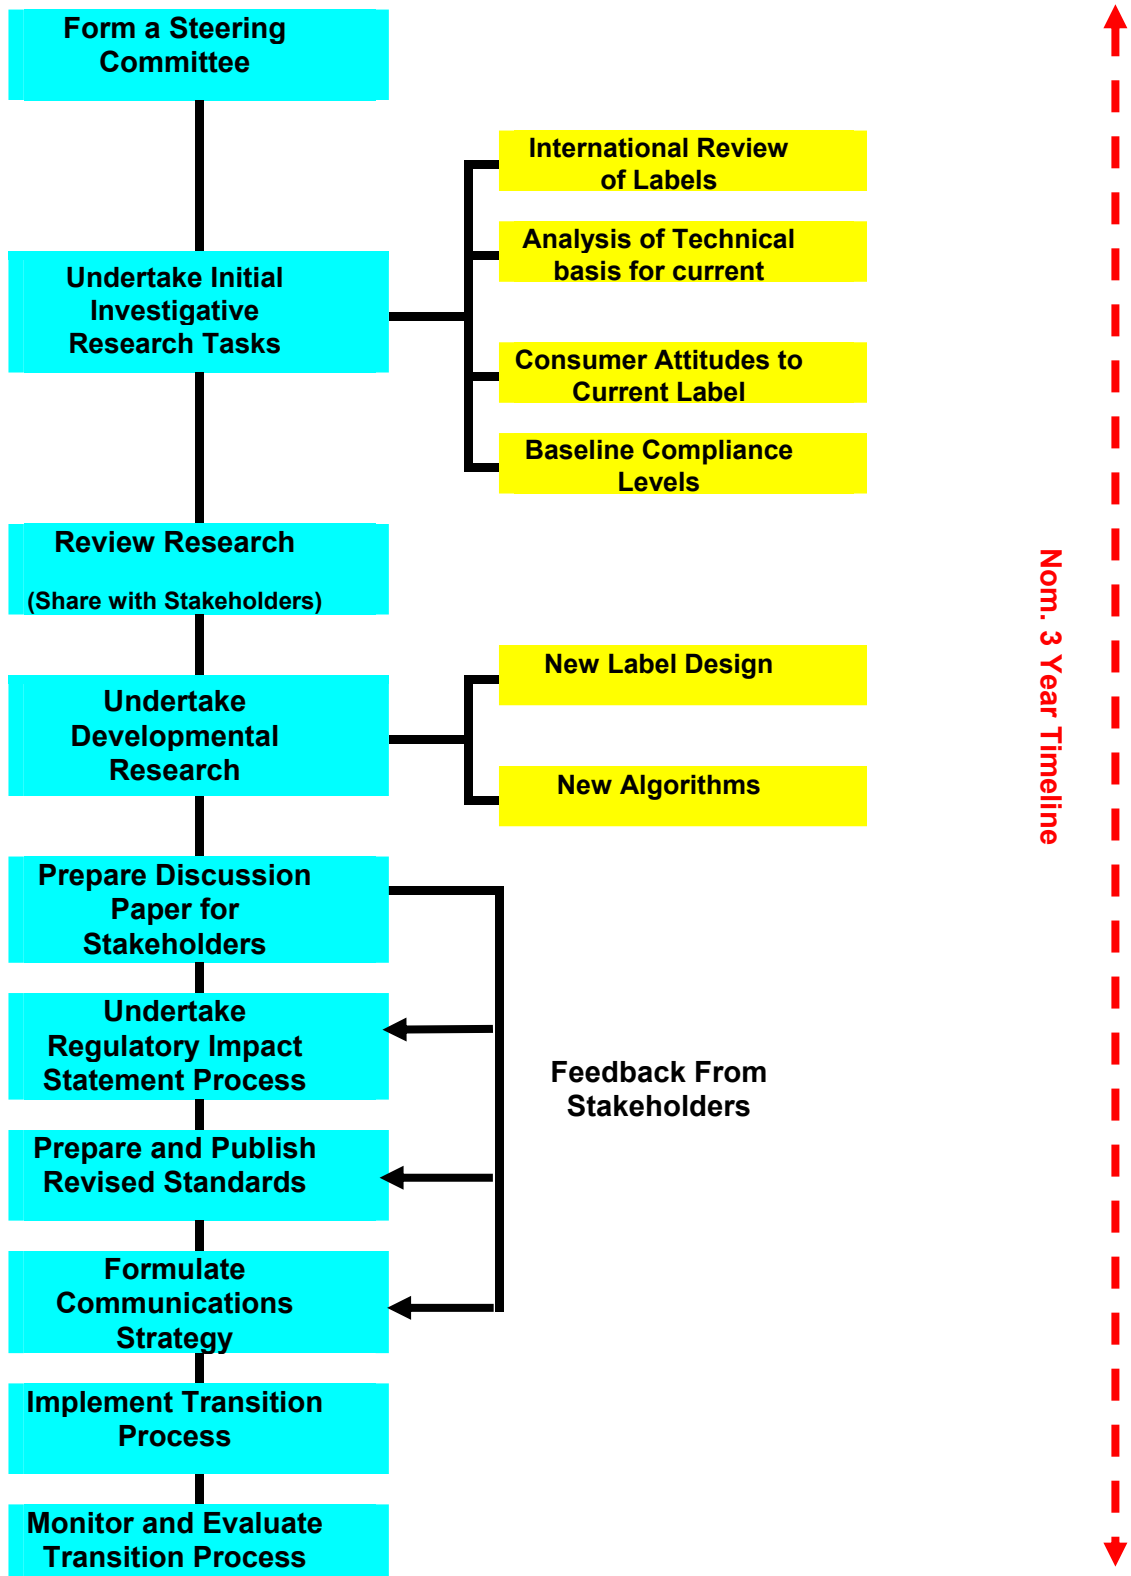 Form a Steering
Committee
International Review
of Labels
Analysis of Technical
basis for current
Undertake Initial
Investigative
Research Tasks
Consumer Attitudes to
Current Label
Baseline Compliance
Levels
Review Research
(Share with Stakeholders)
Nom. 3 Year Timeline
Undertake
Developmental
Research
New Label Design
New Algorithms
Prepare Discussion
Paper for
Stakeholders
Undertake
Regulatory Impact
Statement Process
Feedback From
Stakeholders
Prepare and Publish
Revised Standards
Formulate
Communications
Strategy
Implement Transition
Process
Monitor and Evaluate
Transition Process